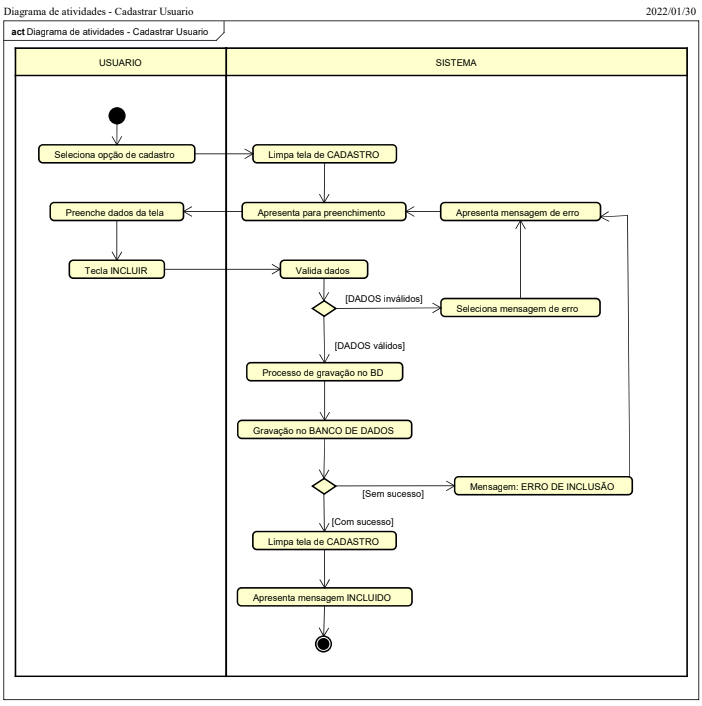 Diagrama de atividades - Cadastrar Usuario
2022/01/30
act Diagrama de atividades - Cadastrar Usuario
USUARIO
SISTEMA
Seleciona opção de cadastro
Limpa tela de CADASTRO
Preenche dados da tela
Apresenta para preenchimento
Apresenta mensagem de erro
Tecla INCLUIR
Valida dados
[DADOS inválidos]
Seleciona mensagem de erro
[DADOS válidos]
Processo de gravação no BD
Gravação no BANCO DE DADOS
[Sem sucesso]
Mensagem: ERRO DE INCLUSÃO
[Com sucesso]
Limpa tela de CADASTRO
Apresenta mensagem INCLUIDO